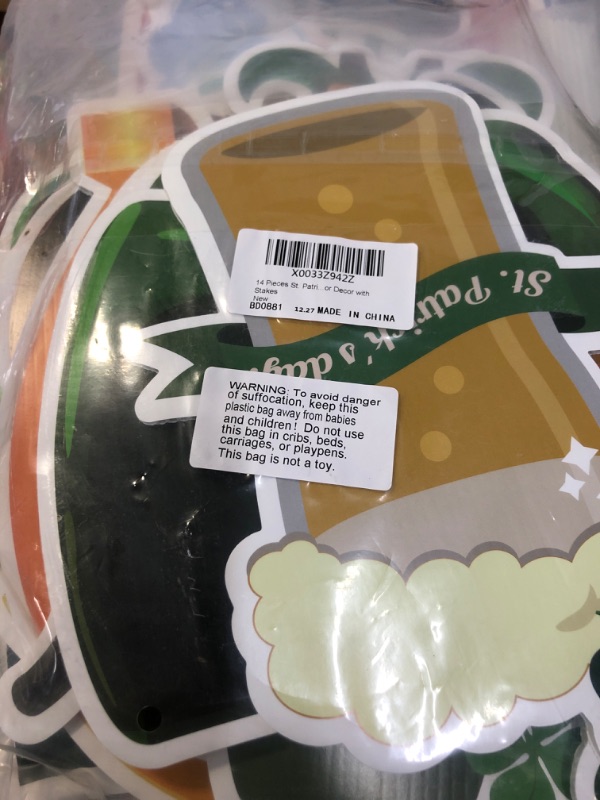 X0033Z942Z
14 Pieces St. Patri...or Decor with
Stakes
New
BD0881 12.27 MADE IN CHINA
St. Patrick's day
WARNING: To avoid danger
of suffocation, keep this
plastic bag away from babies
and children! Do not use
this bag in cribs, beds,
carriages, or playpens.
This bag is not a toy.